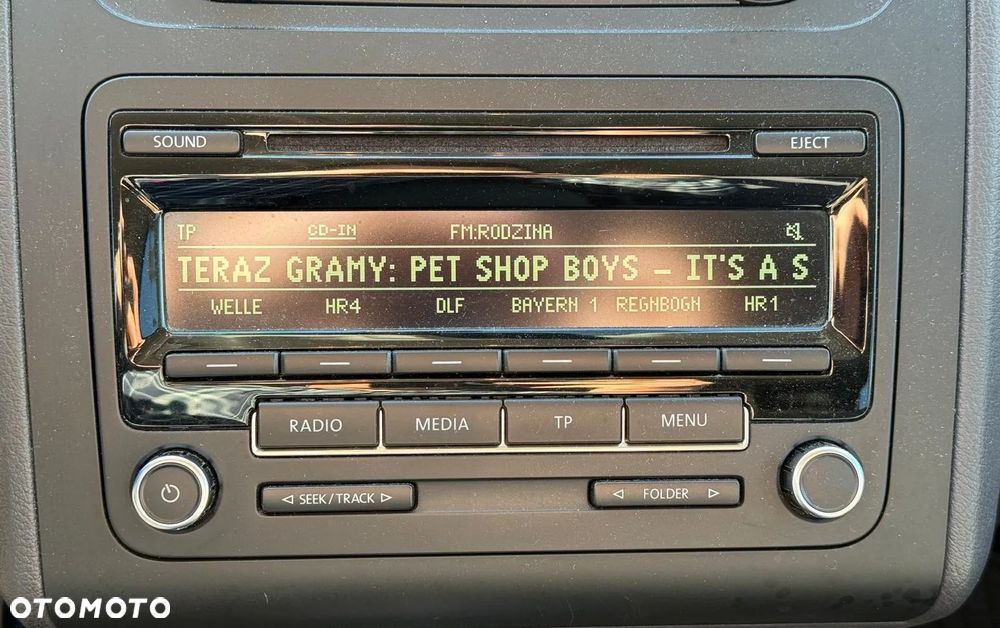 SOUND EJECT
TP CD-IN FM:RODZINA
TERAZ GRAMY: PET SHOP BOYS - IT'S A S
WELLE HR4 DLF BAYERN 1 REGNBOGN HR1
RADIO MEDIA TP MENU
SEEK / TRACK FOLDER
OTOMOTO